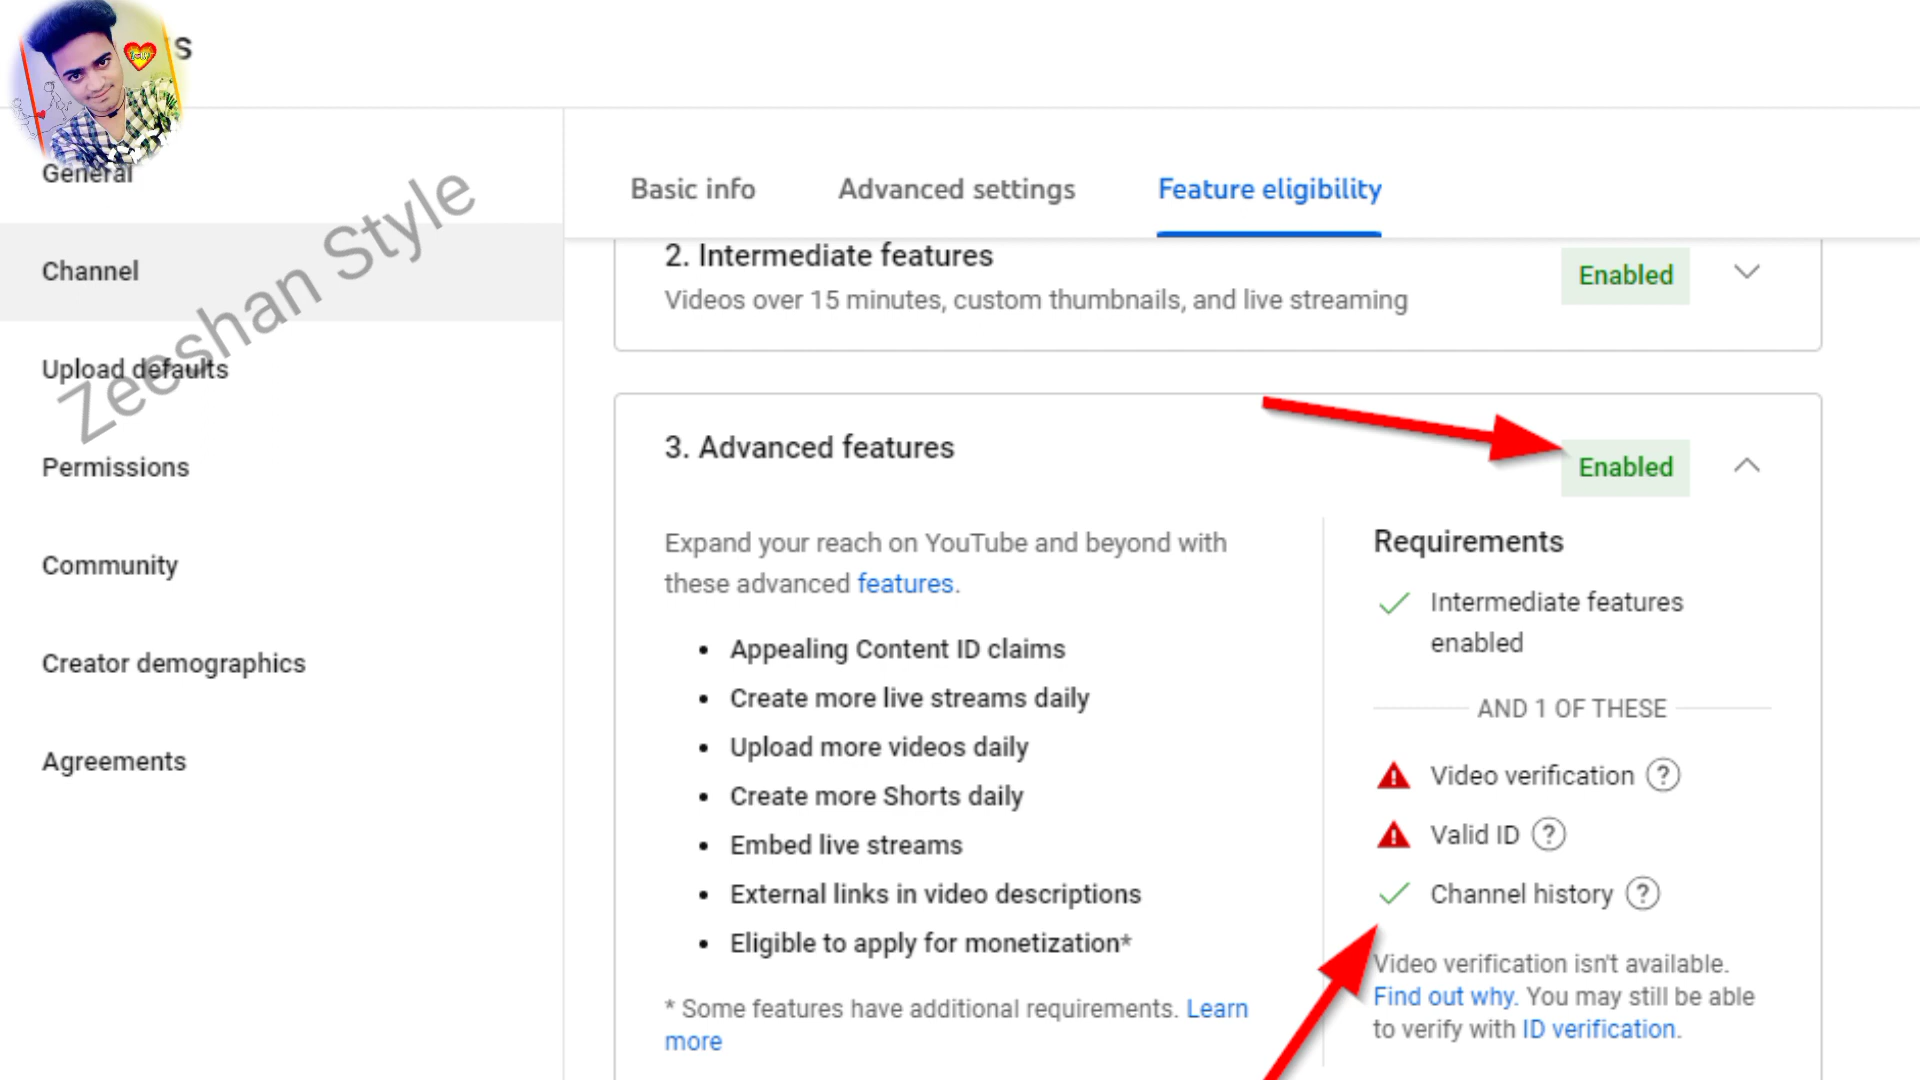 s
General
Channel
Upload defaults
Permissions
Community
Creator demographics
Agreements
Zeeshan Style
Basic info
Advanced settings
Feature eligibility
2. Intermediate features
Videos over 15 minutes, custom thumbnails, and live streaming
Enabled
3. Advanced features
Enabled
Expand your reach on YouTube and beyond with
these advanced features.
• Appealing Content ID claims
• Create more live streams daily
• Upload more videos daily
• Create more Shorts daily
• Embed live streams
• External links in video descriptions
• Eligible to apply for monetization*
* Some features have additional requirements. Learn
more
Requirements
Intermediate features
enabled
AND 1 OF THESE
Video verification
Valid ID
Channel history
Video verification isn't available.
Find out why. You may still be able
to verify with ID verification.